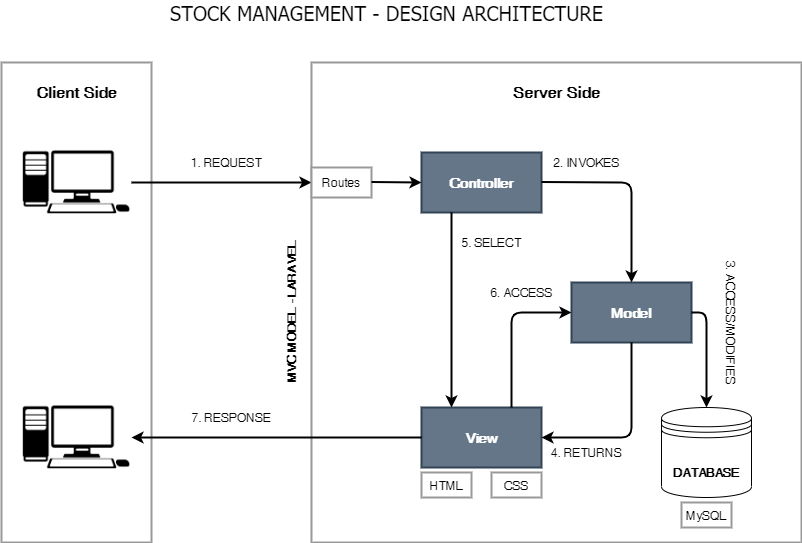 STOCK MANAGEMENT - DESIGN ARCHITECTURE
Client Side
Server Side
1. REQUEST
Routes
Controller
2. INVOKES
5. SELECT
MVC MODEL - LARAVEL
6. ACCESS
Model
3. ACCESS/MODIFIES
7. RESPONSE
View
4. RETURNS
HTML
CSS
DATABASE
MySQL